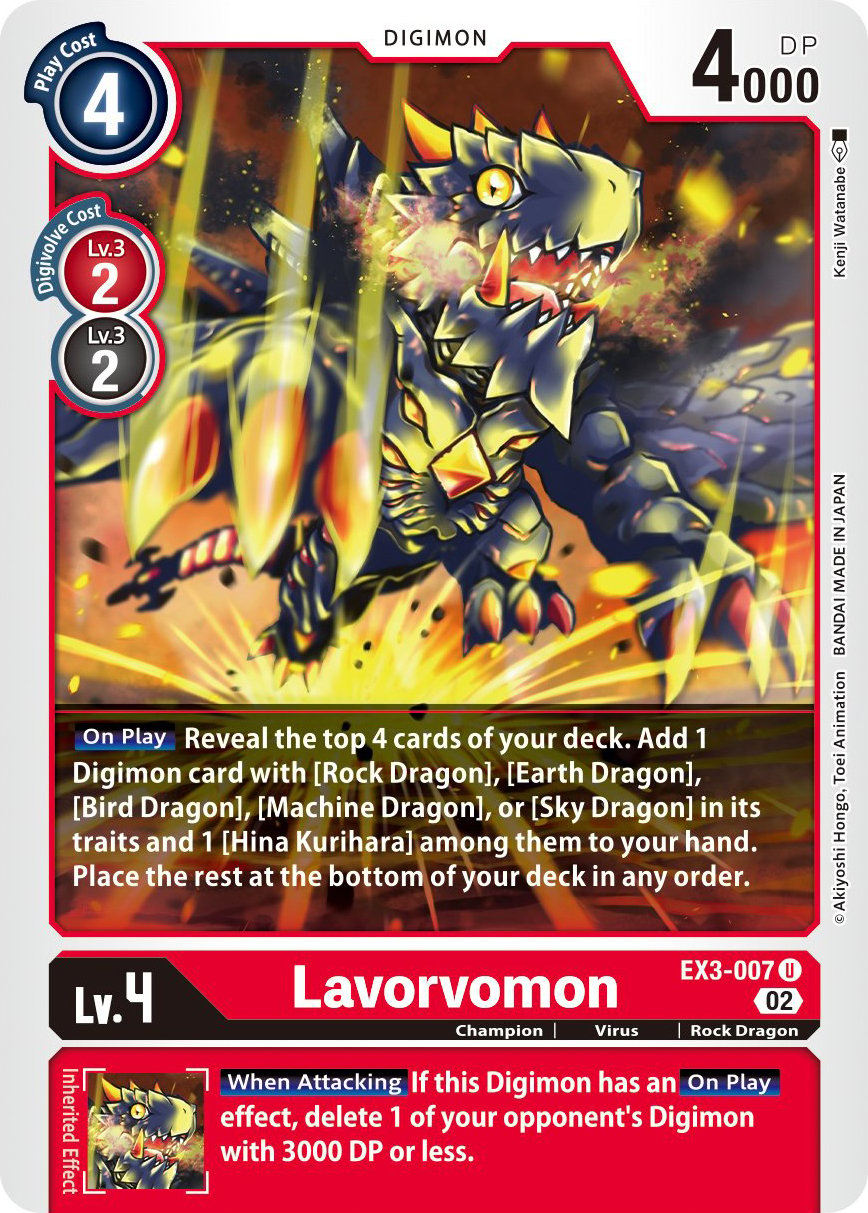 DIGIMON
Play Cost
4
DP
4000
Digivolve Cost
Lv.3
2
Lv.3
2
Kenji Watanabe
BANDAI MADE IN JAPAN
© Akiyoshi Hongo, Toei Animation
On Play Reveal the top 4 cards of your deck. Add 1
Digimon card with [Rock Dragon], [Earth Dragon],
[Bird Dragon], [Machine Dragon], or [Sky Dragon] in its
traits and 1 [Hina Kurihara] among them to your hand.
Place the rest at the bottom of your deck in any order.
Lv.4
Lavorvomon
EX3-007 U
02
Champion | Virus | Rock Dragon
Inherited Effect
When Attacking If this Digimon has an On Play
effect, delete 1 of your opponent's Digimon
with 3000 DP or less.